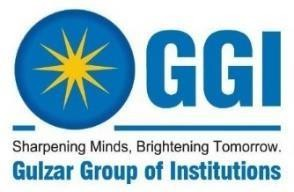 GGI
Sharpening Minds, Brightening Tomorrow.
Gulzar Group of Institutions